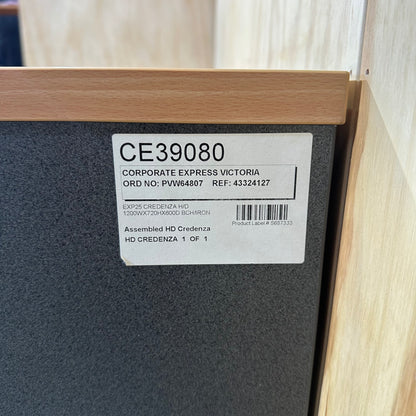 CE39080
CORPORATE EXPRESS VICTORIA
ORD NO: PVW64807 REF: 43324127
EXP25 CREDENZA H/D
1200WX720HX600D BCH/IRON
Product Label # 5657333
Assembled HD Credenza
HD CREDENZA 1 OF 1